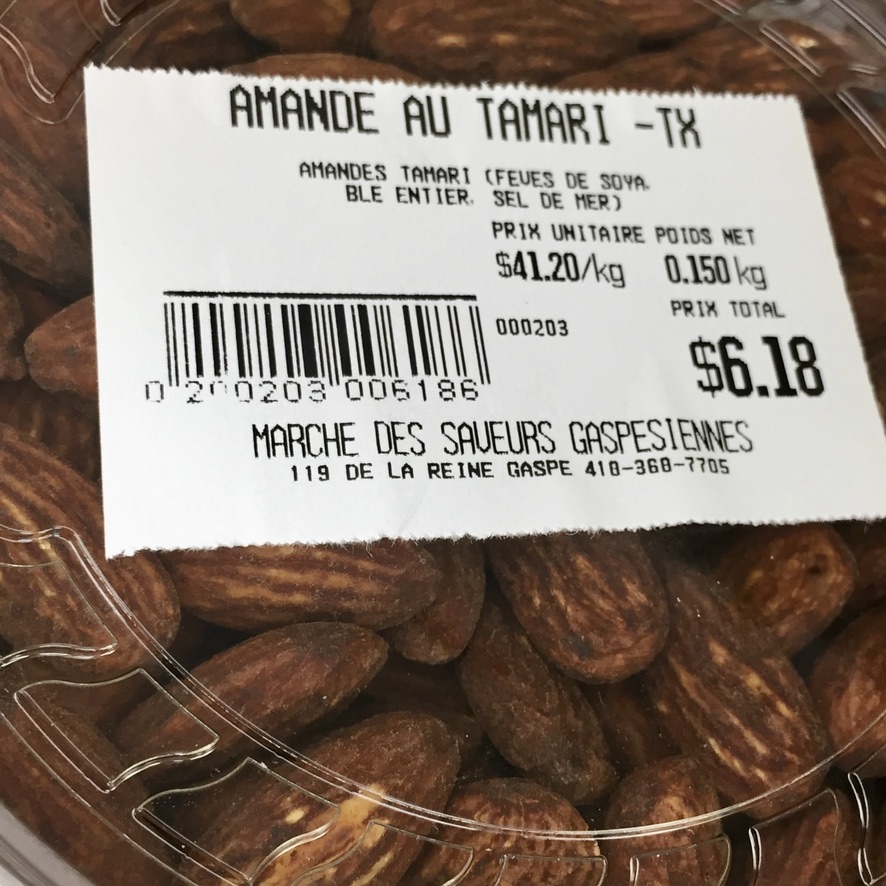 AMANDE AU TAMARI -TX
AMANDES TAMARI (FEVES DE SOYA,
BLE ENTIER, SEL DE MER)
PRIX UNITAIRE POIDS NET
$41.20/kg 0.150 kg
PRIX TOTAL
000203
$6.18
0 200203 006186
MARCHE DES SAVEURS GASPESIENNES
119 DE LA REINE GASPE 418-368-7705